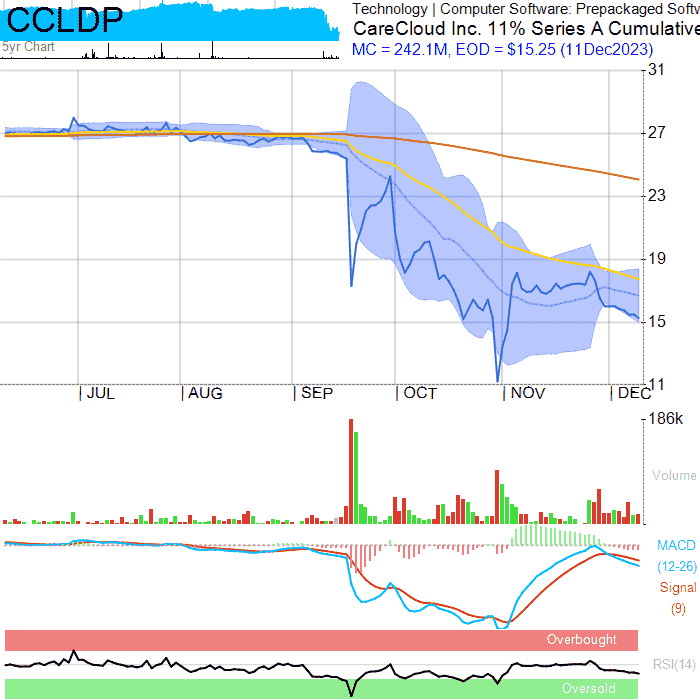 CCLDP
5yr Chart
Technology | Computer Software: Prepackaged Softw
CareCloud Inc. 11% Series A Cumulative
MC = 242.1M, EOD = $15.25 (11Dec2023)
31
27
23
19
15
11
JUL AUG SEP OCT NOV DEC
186k
Volume
MACD
(12-26)
Signal
(9)
Overbought
RSI(14)
Oversold